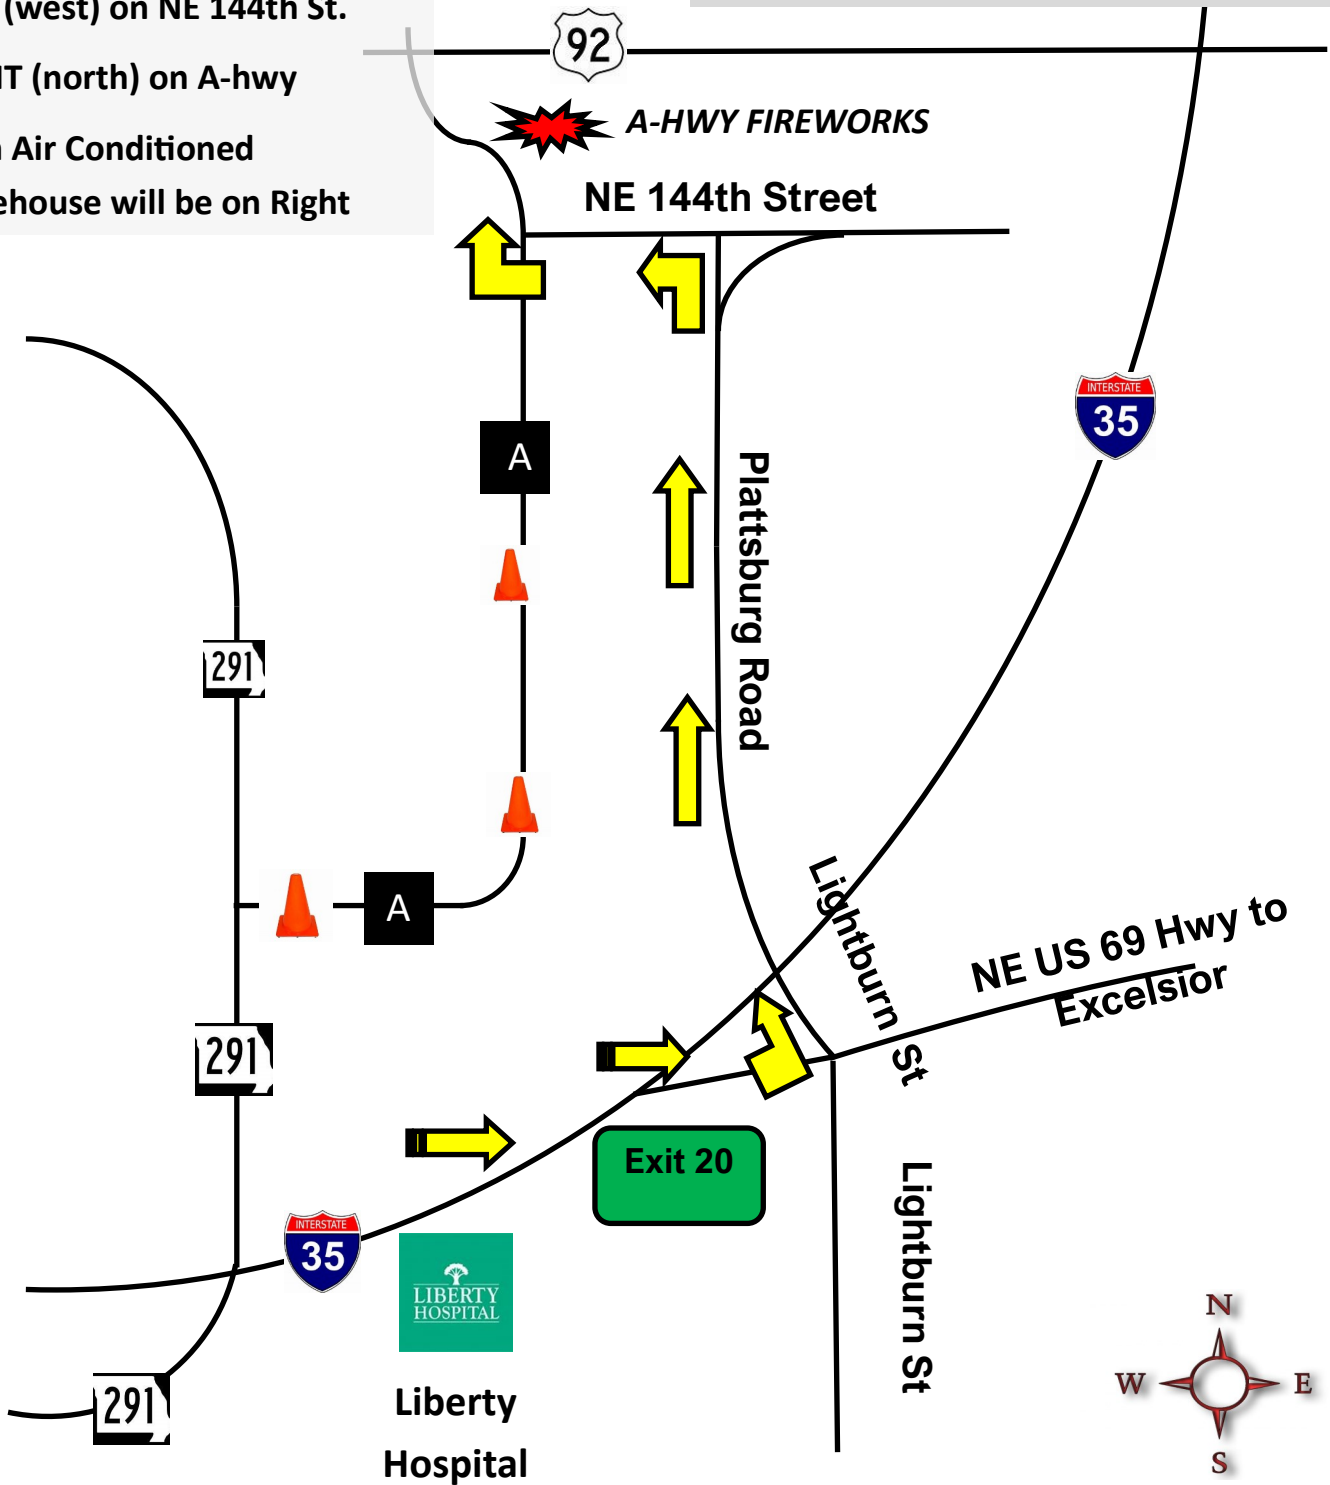 (west) on NE 144th St.
(north) on A-hwy
Air Conditioned
will be on Right
92
A-HWY FIREWORKS
NE 144th Street
INTERSTATE
35
A
Plattsburg Road
291
A
Lightburn St
NE US 69 Hwy to
Excelsior
291
Exit 20
Lightburn St
INTERSTATE
35
LIBERTY
HOSPITAL
291
Liberty
Hospital
N
W
E
S